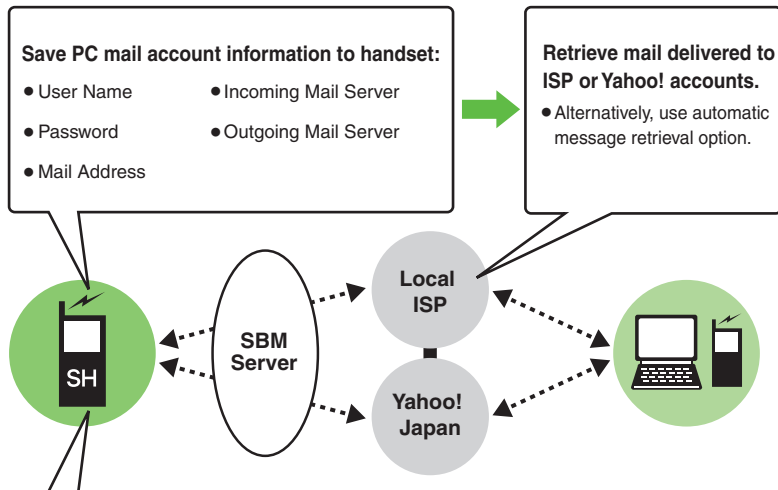 Save PC mail account information to handset:
● User Name
● Incoming Mail Server
● Password
● Outgoing Mail Server
● Mail Address
Retrieve mail delivered to
ISP or Yahoo! accounts.
● Alternatively, use automatic
message retrieval option.
SH
SBM
Server
Local
ISP
Yahoo!
Japan